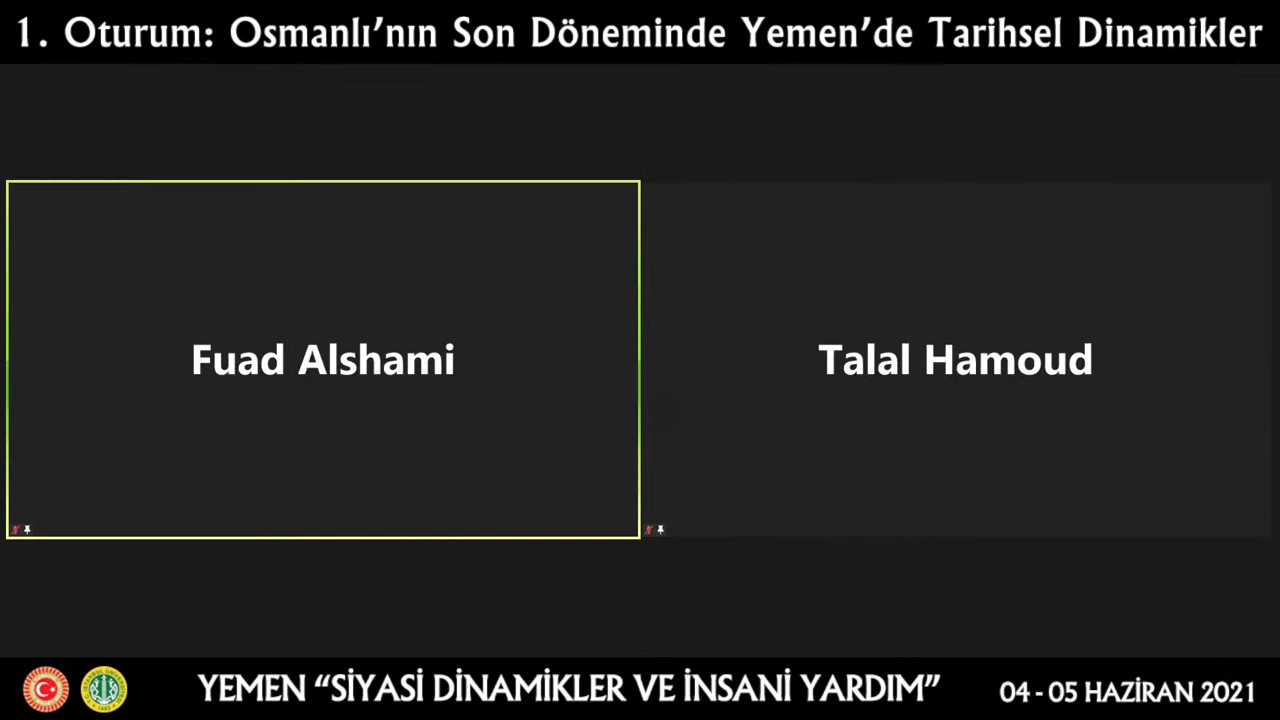 1. Oturum: Osmanlı’nın Son Döneminde Yemen’de Tarihsel Dinamikler
Fuad Alshami
Talal Hamoud
YEMEN “SİYASİ DİNAMİKLER VE İNSANİ YARDIM”
04 - 05 HAZİRAN 2021